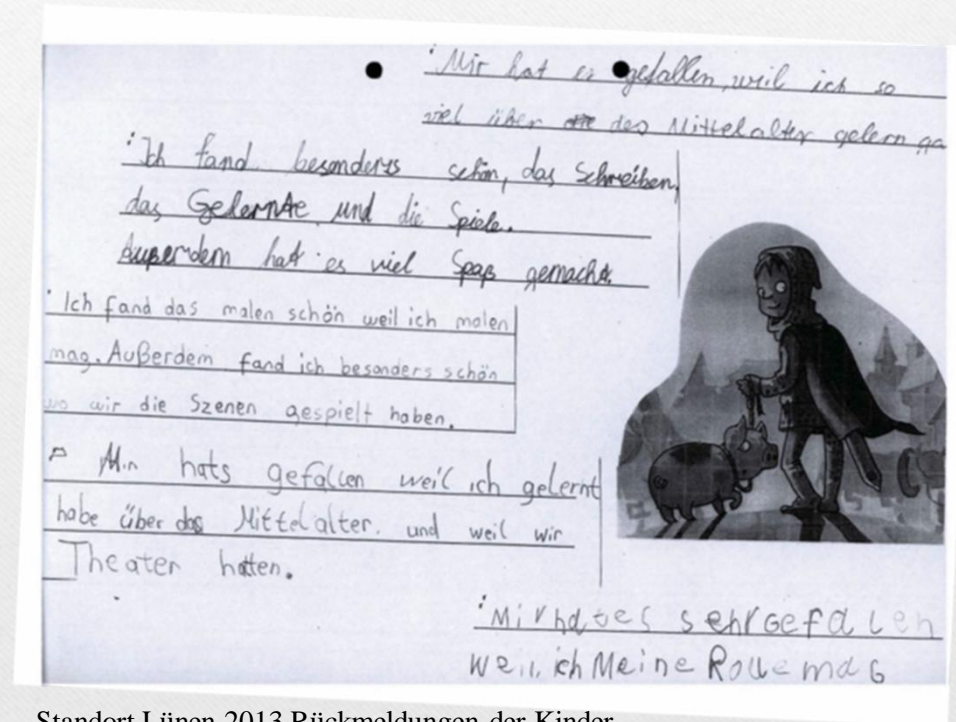 Mir hat es gefallen, weil ich so
viel über des Mittelalter gelern ga
Ich fand besonders schön, das Schreiben,
das Gelernte und die Spiele.
Außerdem hat es viel Spaß gemacht.
Ich fand das malen schön weil ich malen
mag. Außerdem fand ich besonders schön
wo wir die Szenen gespielt haben.
Mir hats gefallen weil ich gelernt
habe über das Mittelalter. und weil wir
Theater hatten.
Mir hat es sehr Gefallen
weil ich Meine Rolle mag
Standort Lünen 2013 Rückmeldungen der Kinder